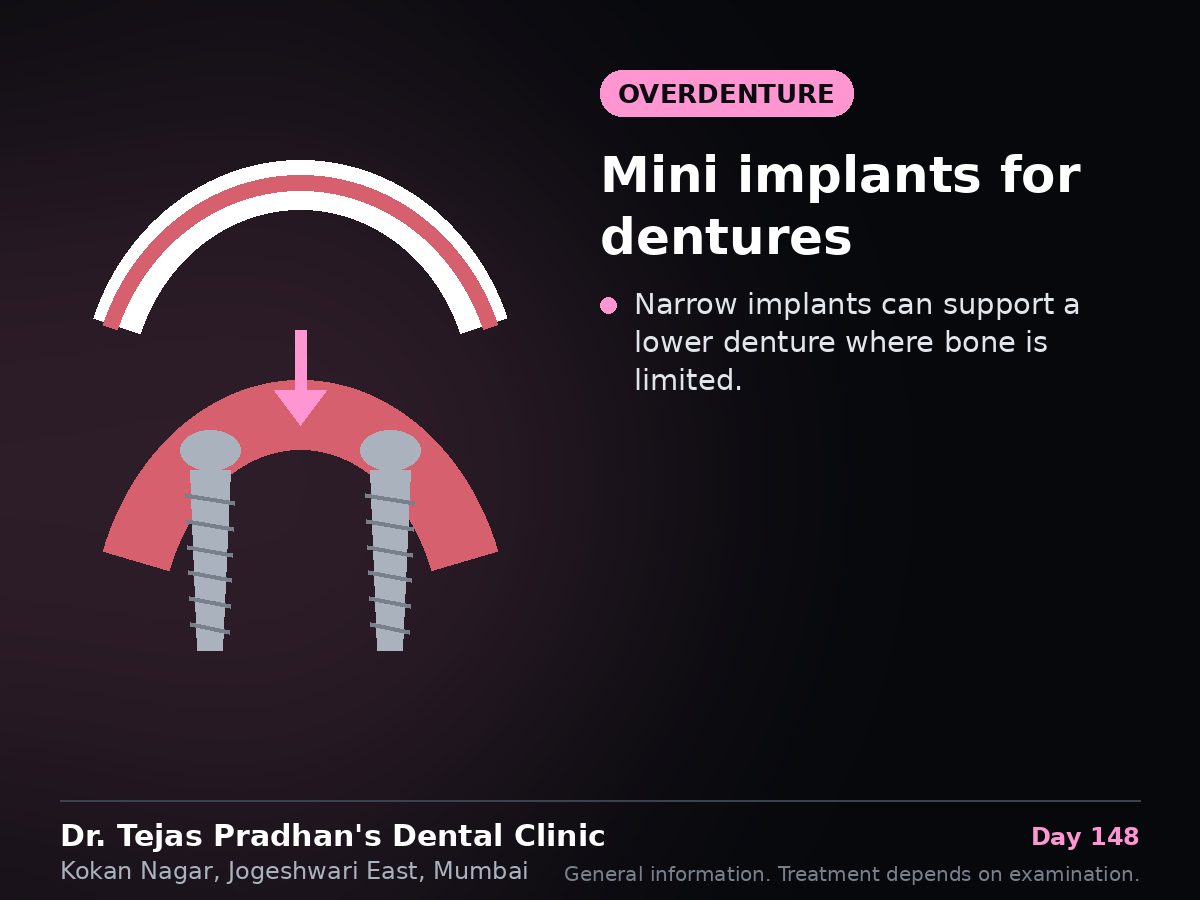 OVERDENTURE
Mini implants for
dentures
Narrow implants can support a
lower denture where bone is
limited.
Dr. Tejas Pradhan's Dental Clinic
Day 148
Kokan Nagar, Jogeshwari East, Mumbai
General information. Treatment depends on examination.